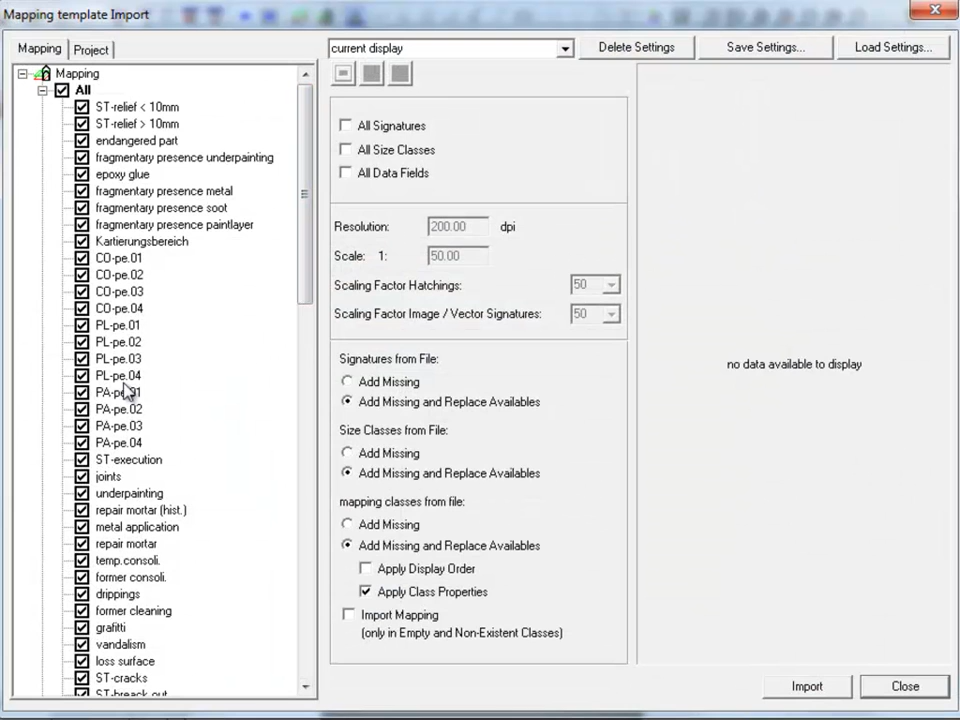 Mapping template Import
Mapping
Project
current display
Delete Settings
Save Settings...
Load Settings...
Mapping
All
ST-relief < 10mm
ST-relief > 10mm
endangered part
fragmentary presence underpainting
epoxy glue
fragmentary presence metal
fragmentary presence soot
fragmentary presence paintlayer
Kartierungsbereich
CO-pe.01
CO-pe.02
CO-pe.03
CO-pe.04
PL-pe.01
PL-pe.02
PL-pe.03
PL-pe.04
PA-pe.01
PA-pe.02
PA-pe.03
PA-pe.04
ST-execution
joints
underpainting
repair mortar (hist.)
metal application
repair mortar
temp.consoli.
former consoli.
drippings
former cleaning
grafitti
vandalism
loss surface
ST-cracks
ST-breack out
All Signatures
All Size Classes
All Data Fields
Resolution: 200.00 dpi
Scale: 1: 50.00
Scaling Factor Hatchings: 50
Scaling Factor Image / Vector Signatures: 50
Signatures from File:
Add Missing
Add Missing and Replace Availables
Size Classes from File:
Add Missing
Add Missing and Replace Availables
mapping classes from file:
Add Missing
Add Missing and Replace Availables
Apply Display Order
Apply Class Properties
Import Mapping
(only in Empty and Non-Existent Classes)
no data available to display
Import
Close